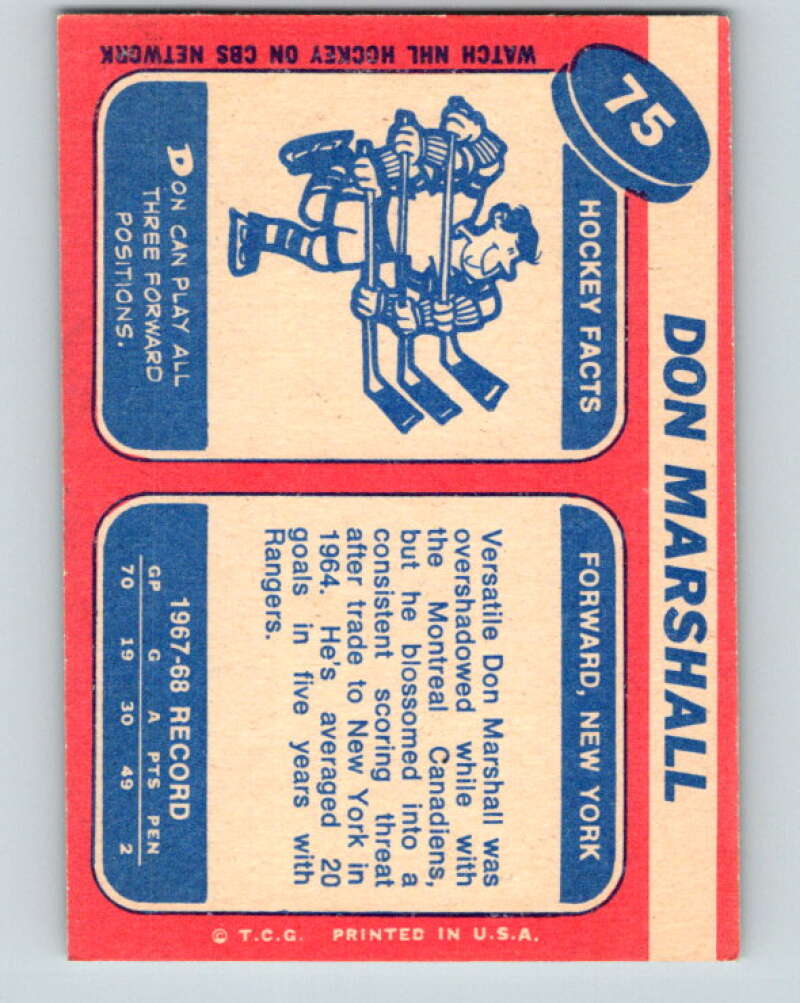 75
DON MARSHALL
WATCH NHL HOCKEY ON CBS NETWORK
HOCKEY FACTS
DON CAN PLAY ALL
THREE FORWARD
POSITIONS.
FORWARD, NEW YORK
Versatile Don Marshall was
overshadowed while with
the Montreal Canadiens,
but he blossomed into a
consistent scoring threat
after trade to New York in
1964. He's averaged 20
goals in five years with
Rangers.
1967-68 RECORD
GP G A PTS PEN
70 19 30 49 2
© T.C.G. PRINTED IN U.S.A.